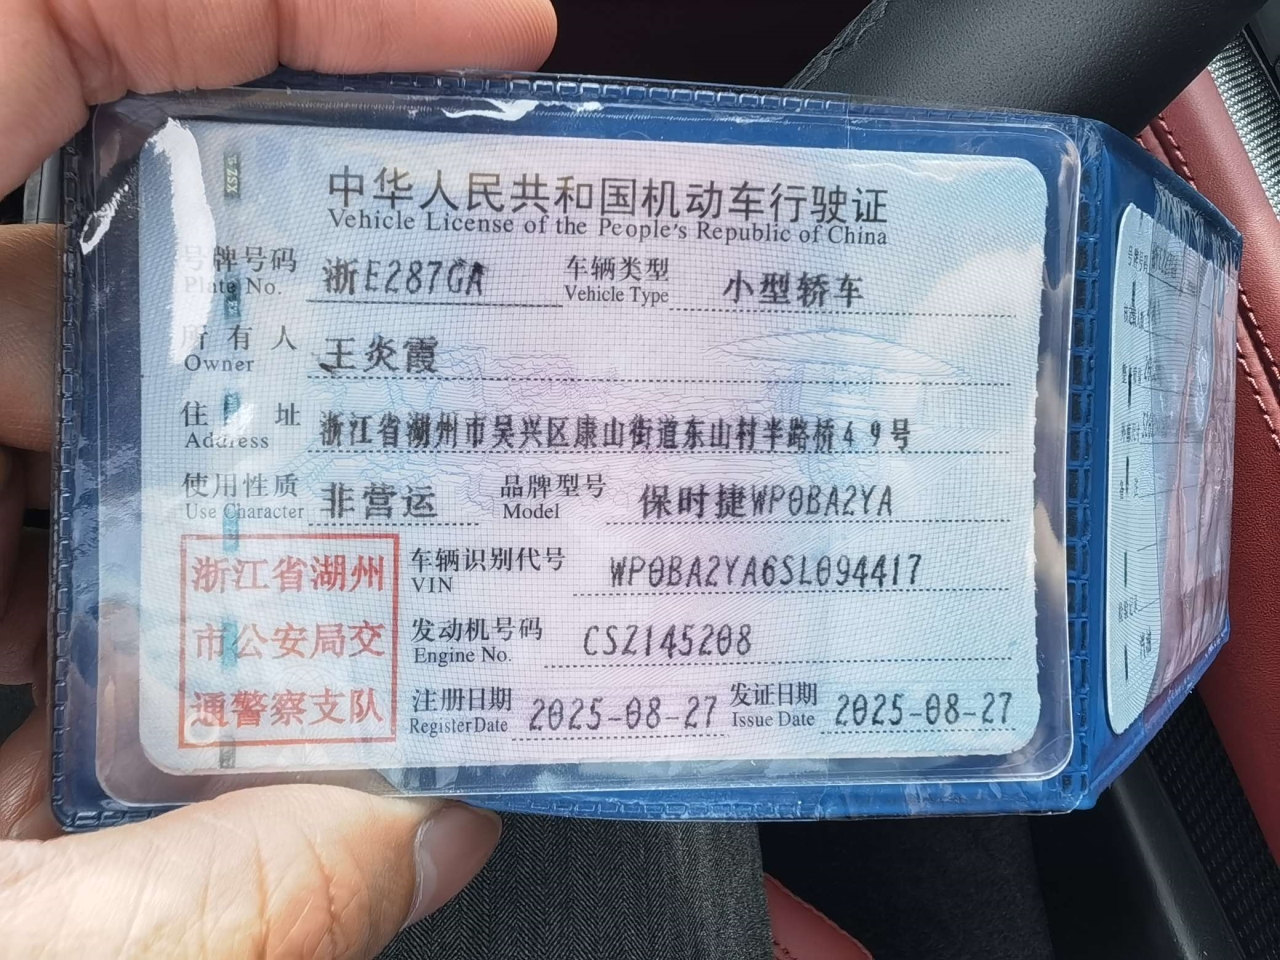 中华人民共和国机动车行驶证
Vehicle License of the People's Republic of China
号牌号码 浙E287GA 车辆类型 小型轿车
Plate No. Vehicle Type
所有人 王炎霞
Owner
住址 浙江省湖州市吴兴区康山街道东山村半路桥49号
Address
使用性质 非营运 品牌型号 保时捷WP0BA2YA
Use Character Model
浙江省湖州
市公安局交
通警察支队
车辆识别代号 WP0BA2YA6SL094417
VIN
发动机号码 CSZ145208
Engine No.
注册日期 2025-08-27 发证日期 2025-08-27
Register Date Issue Date